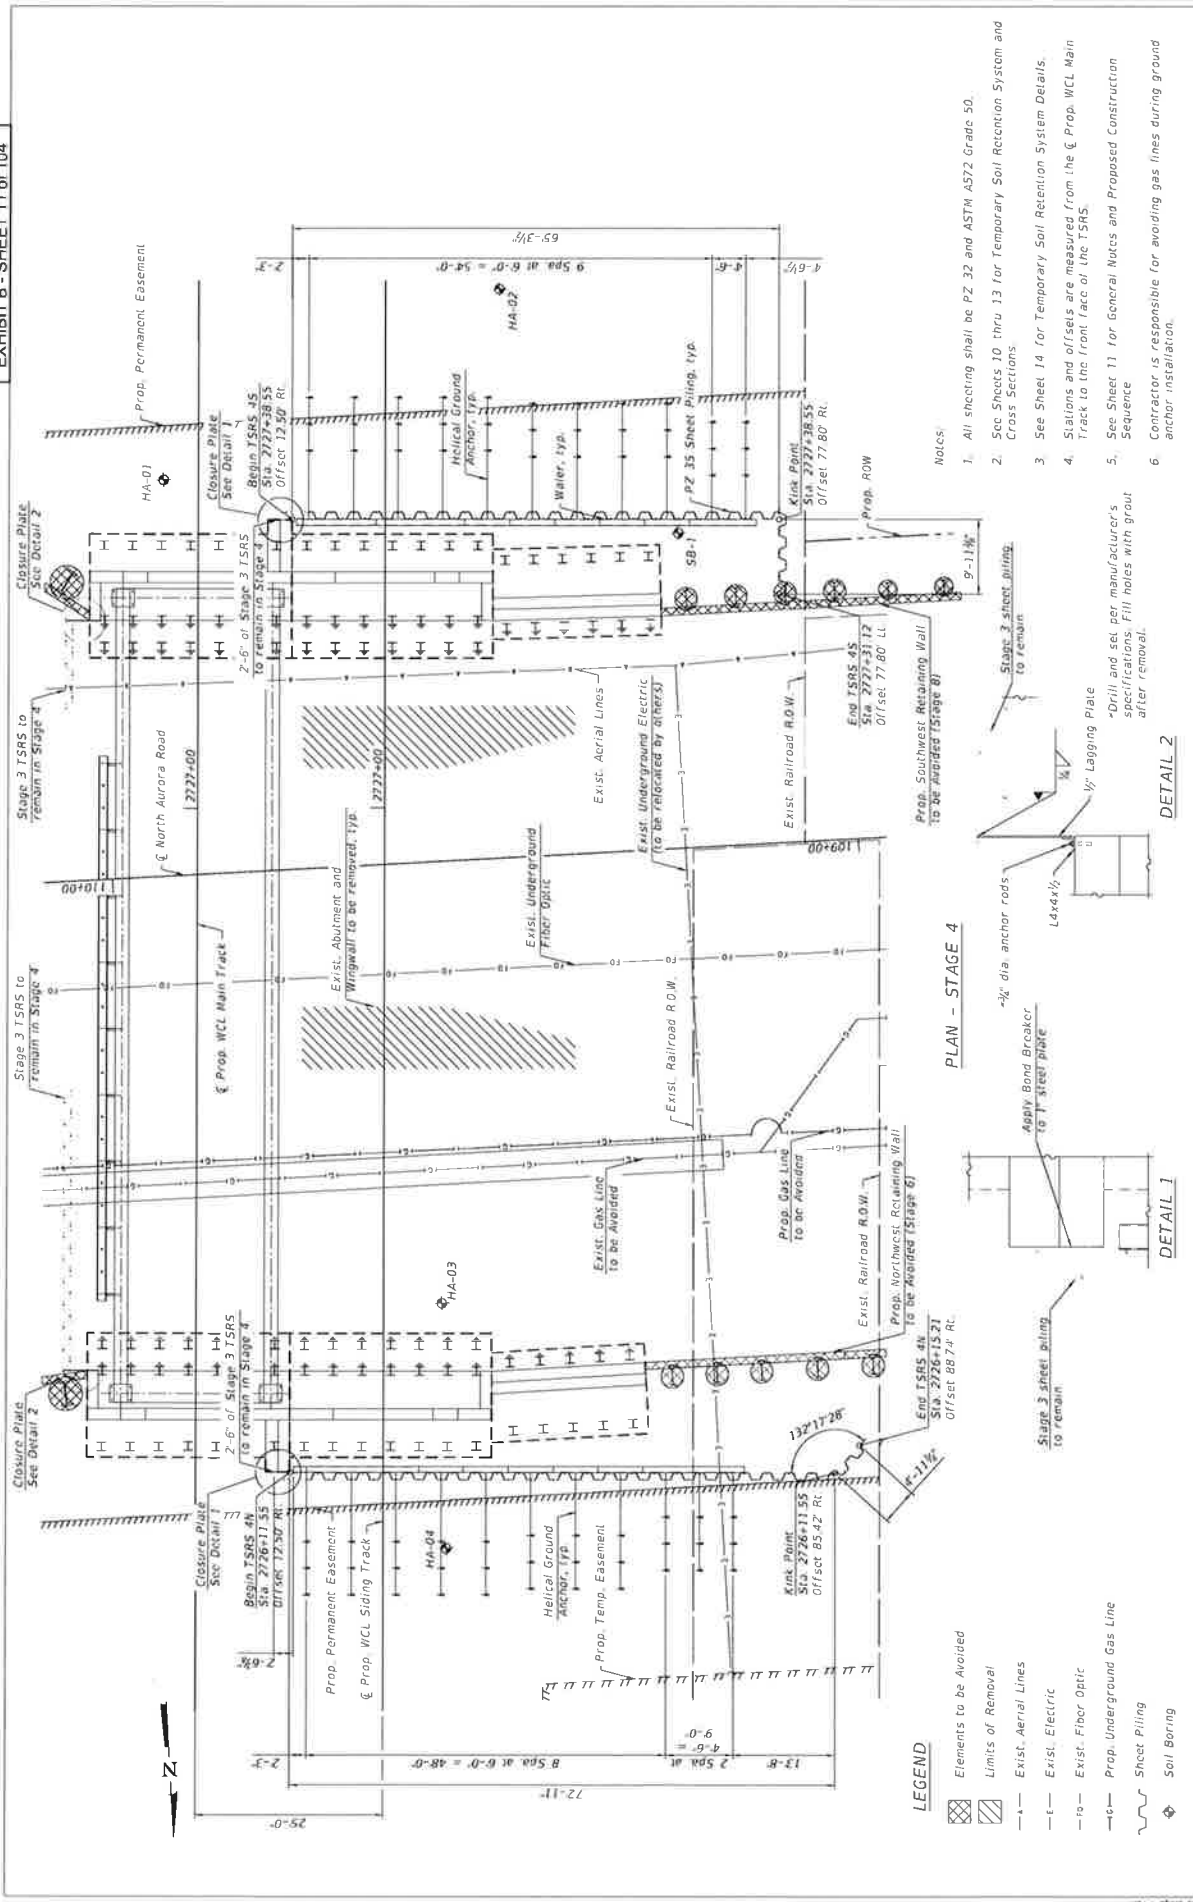 Prop. Permanent Easement
HA-01
Closure Plate
See Detail 2
Closure Plate
See Detail 1
Begin TSRS 4S
Sta. 2727+38.55
Offset 12.50' Rt.
2'-6" of Stage 3 TSRS
to remain in Stage 4
Stage 3 TSRS to
remain in Stage 4
2'-3"
9 Spa. at 6'-0" = 54'-0"
65'-3½"
4'-6"
4'-6½"
HA-02
Helical Ground
Anchor, typ.
Waler, typ.
PZ 35 Sheet Piling, typ.
SB-1
Kink Point
Sta. 2727+38.55
Offset 77.80' Rt.
Prop. ROW
9'-11⅜"
End TSRS 4S
Sta. 2727+31.12
Offset 77.80' Lt.
Prop. Southwest Retaining Wall
to be Avoided (Stage 8)
℄ North Aurora Road
2727+00
2727+00
110+00
109+00
Exist. Aerial Lines
Exist. Underground Electric
(to be relocated by others)
Exist. Railroad R.O.W.
Exist. Abutment and
Wingwall to be removed, typ.
Exist. Underground
Fiber Optic
℄ Prop. WCL Main Track
Stage 3 TSRS to
remain in Stage 4
Exist. Railroad R.O.W.
Exist. Gas Line
to be Avoided
Prop. Gas Line
to be Avoided
Exist. Railroad R.O.W.
Prop. Northwest Retaining Wall
to be Avoided (Stage 6)
HA-03
2'-6" of Stage 3 TSRS
to remain in Stage 4
Closure Plate
See Detail 2
Closure Plate
See Detail 1
Begin TSRS 4N
Sta. 2726+11.55
Offset 12.50' Rt.
End TSRS 4N
Sta. 2726+15.21
Offset 88.74' Rt.
132°17'28"
4'-11⅜"
Kink Point
Sta. 2726+11.55
Offset 85.42' Rt.
HA-04
Prop. Permanent Easement
℄ Prop. WCL Siding Track
Helical Ground
Anchor, typ.
Prop. Temp. Easement
2'-6⅜"
2'-3"
8 Spa. at 6'-0" = 48'-0"
2 Spa. at
4'-6" =
9'-0"
13'-8"
72'-11"
25'-0"
N
PLAN - STAGE 4
LEGEND
Elements to be Avoided
Limits of Removal
Exist. Aerial Lines
Exist. Electric
Exist. Fiber Optic
Prop. Underground Gas Line
Sheet Piling
Soil Boring
DETAIL 1
Stage 3 sheet piling
to remain
Apply Bond Breaker
to 1" steel plate
DETAIL 2
*¾" dia. anchor rods
L4x4x½
½" Lagging Plate
Stage 3 sheet piling
to remain
*Drill and set per manufacturer's
specifications. Fill holes with grout
after removal.
Notes:
1. All sheeting shall be PZ 32 and ASTM A572 Grade 50.
2. See Sheets 10 thru 13 for Temporary Soil Retention System and
Cross Sections.
3 See Sheet 14 for Temporary Soil Retention System Details.
4. Stations and offsets are measured from the ℄ Prop. WCL Main
Track to the front face of the TSRS.
5. See Sheet 11 for General Notes and Proposed Construction
Sequence
6 Contractor is responsible for avoiding gas lines during ground
anchor installation.